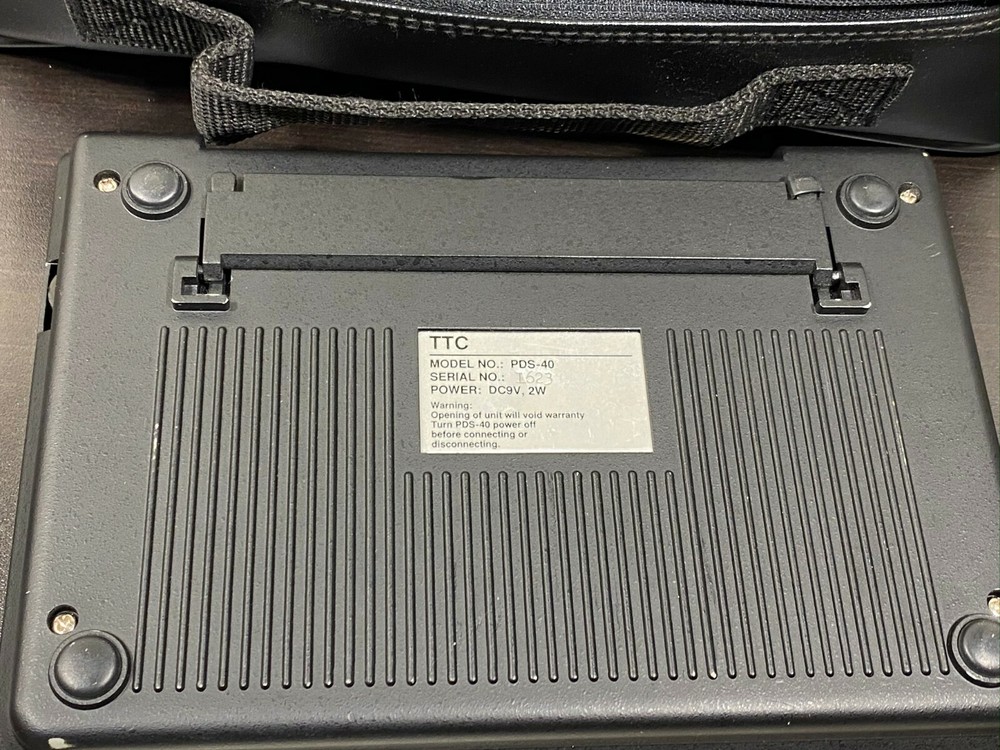 TTC
MODEL NO.: PDS-40
SERIAL NO.: 1623
POWER: DC9V, 2W
Warning:
Opening of unit will void warranty
Turn PDS-40 power off
before connecting or
disconnecting.